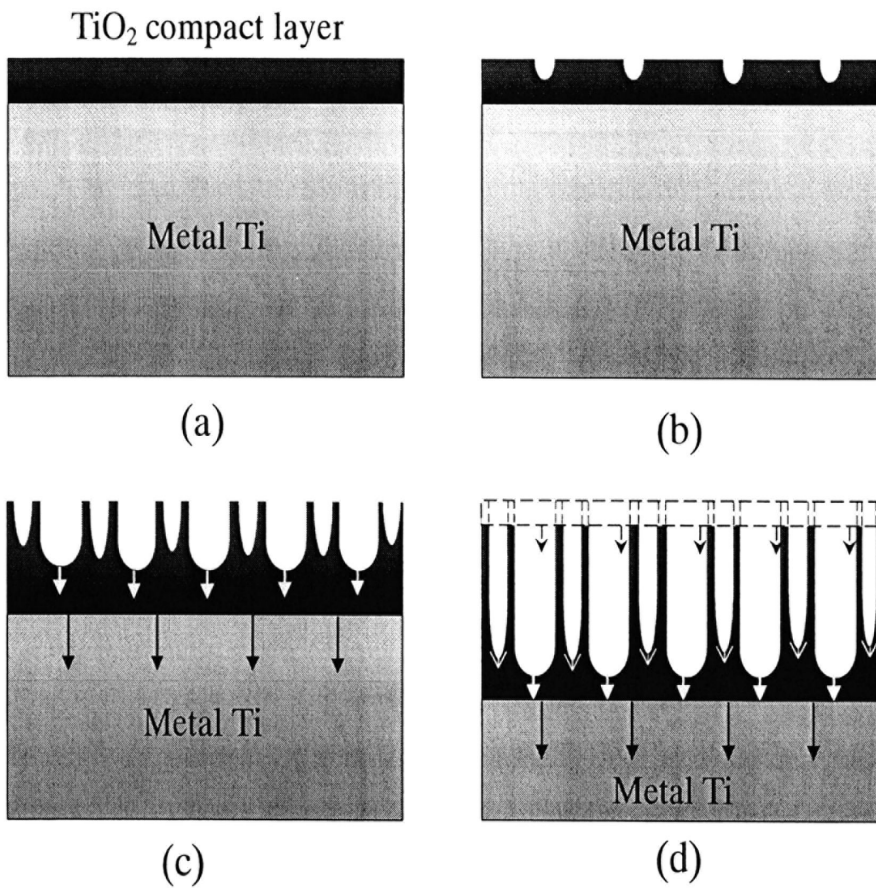 TiO₂ compact layer
Metal Ti
(a)
Metal Ti
(b)
Metal Ti
(c)
Metal Ti
(d)